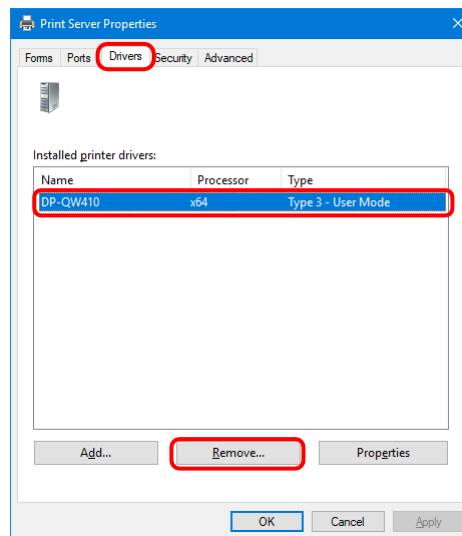 Print Server Properties
Forms Ports Drivers Security Advanced
Installed printer drivers:
Name Processor Type
DP-QW410 x64 Type 3 - User Mode
Add... Remove... Properties
OK Cancel Apply